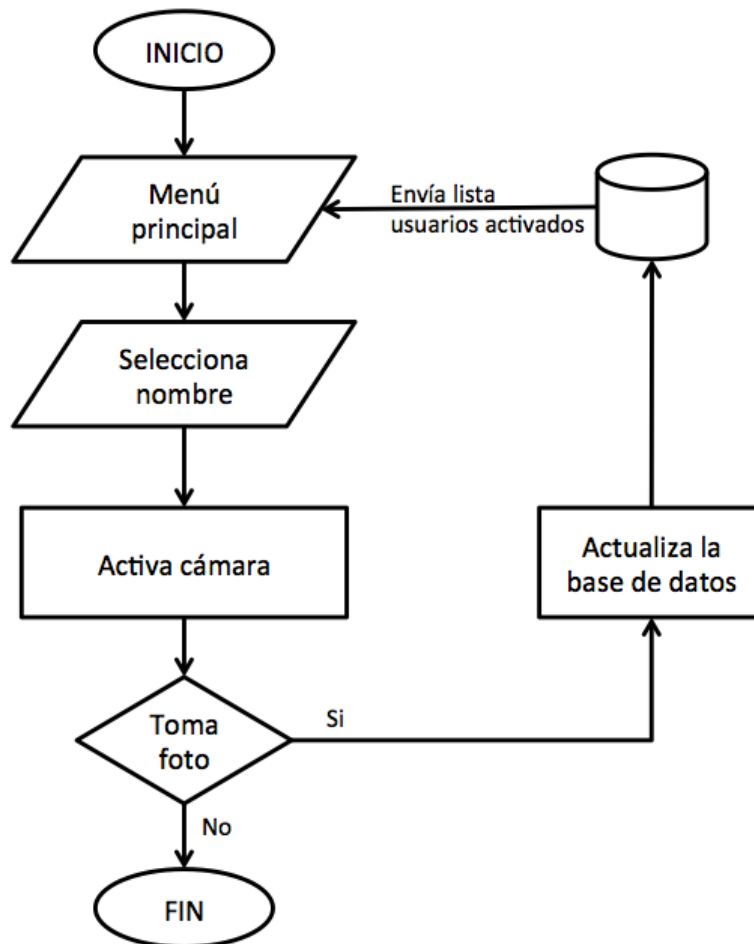 INICIO
Menú
principal
Envía lista
usuarios activados
Selecciona
nombre
Activa cámara
Actualiza la
base de datos
Toma
foto
Si
No
FIN